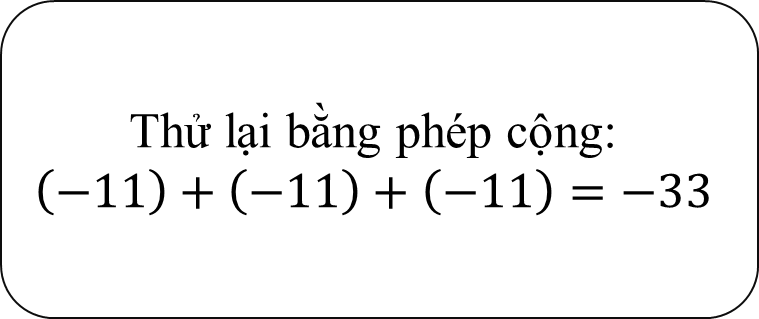 Thử lại bằng phép cộng:
(−11) + (−11) + (−11) = −33